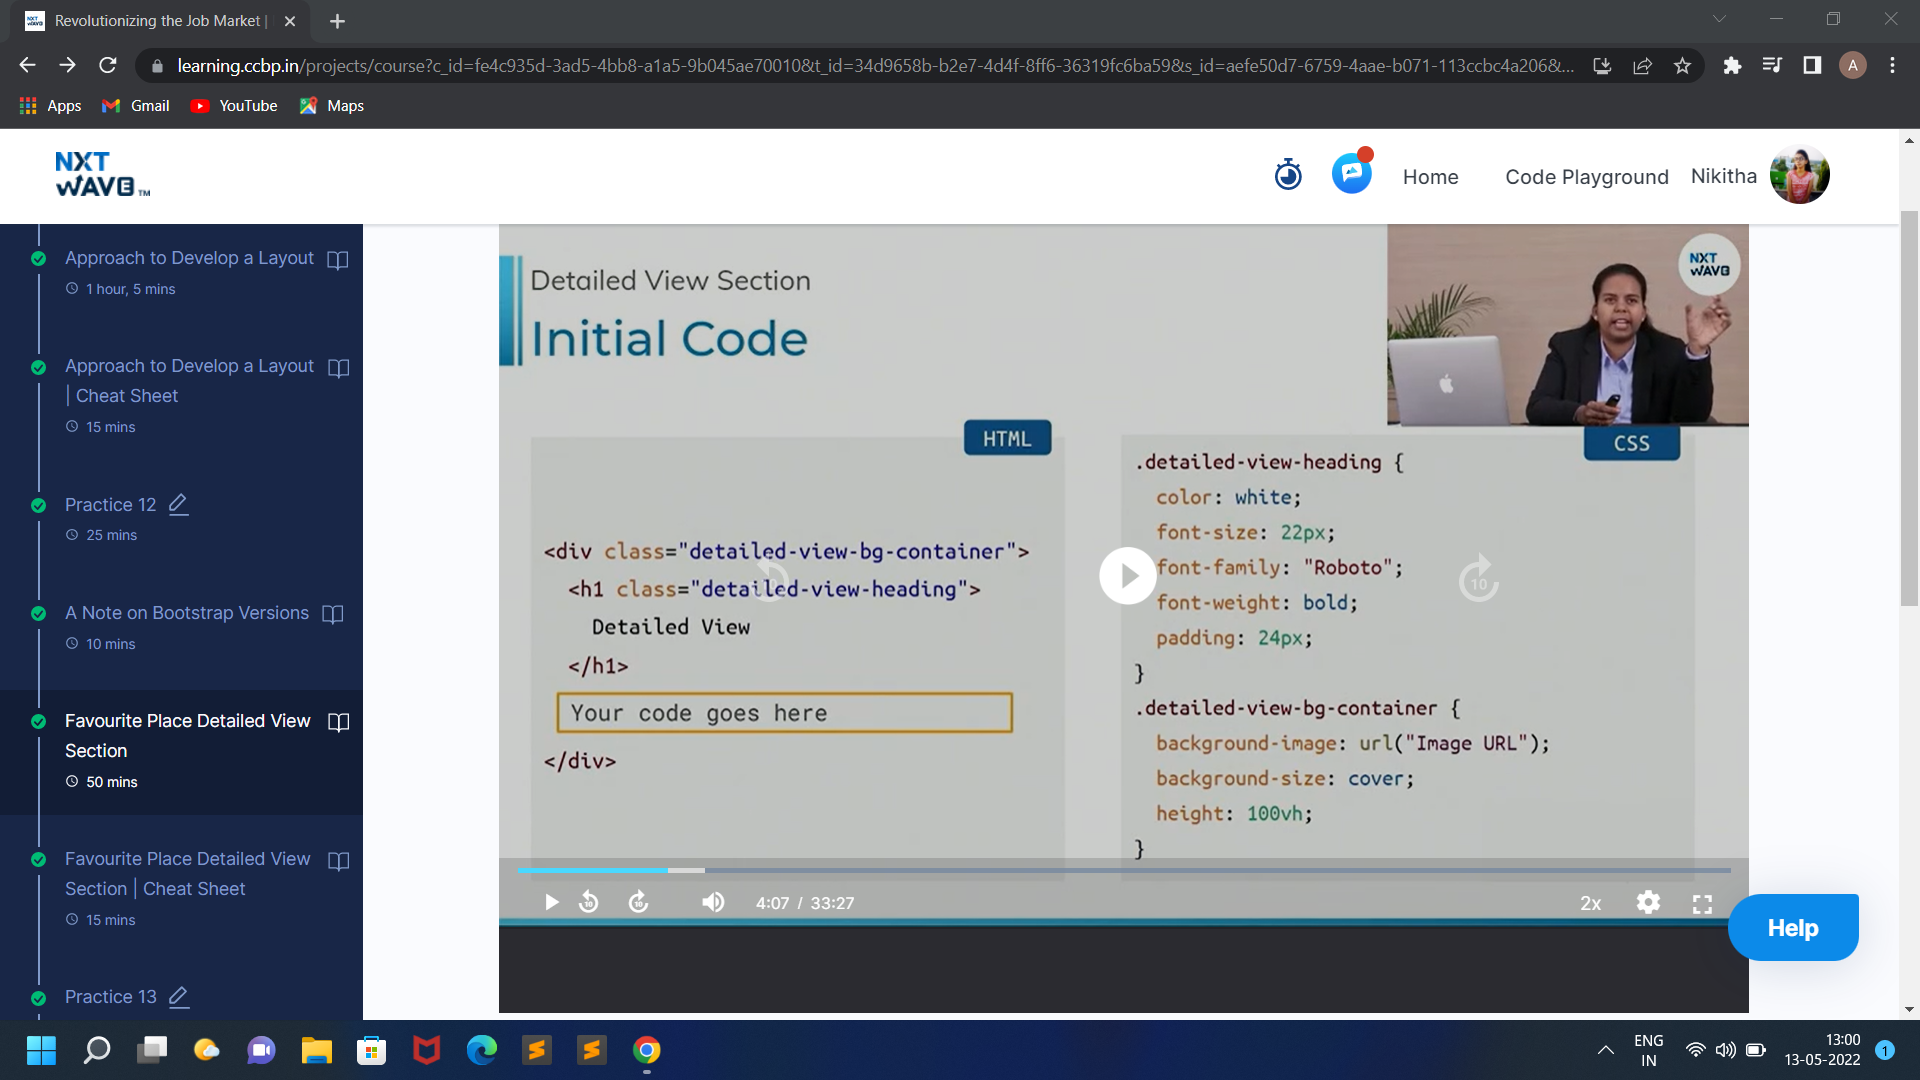 Revolutionizing the Job Market |
learning.ccbp.in/projects/course?c_id=fe4c935d-3ad5-4bb8-a1a5-9b045ae70010&t_id=34d9658b-b2e7-4d4f-8ff6-36319fc6ba59&s_id=aefe50d7-6759-4aae-b071-113ccbc4a206&...
A
Apps
Gmail
YouTube
Maps
NXT
WAVE TM
Home
Code Playground
Nikitha
Approach to Develop a Layout
1 hour, 5 mins
Approach to Develop a Layout
| Cheat Sheet
15 mins
Practice 12
25 mins
A Note on Bootstrap Versions
10 mins
Favourite Place Detailed View
Section
50 mins
Favourite Place Detailed View
Section | Cheat Sheet
15 mins
Practice 13
Detailed View Section
Initial Code
NXT
WAVE
HTML
<div class="detailed-view-bg-container">
<h1 class="detailed-view-heading">
Detailed View
</h1>
Your code goes here
</div>
CSS
.detailed-view-heading {
color: white;
font-size: 22px;
font-family: "Roboto";
font-weight: bold;
padding: 24px;
}
.detailed-view-bg-container {
background-image: url("Image URL");
background-size: cover;
height: 100vh;
}
10
10
4:07 / 33:27
2x
Help
ENG
IN
13:00
13-05-2022
1